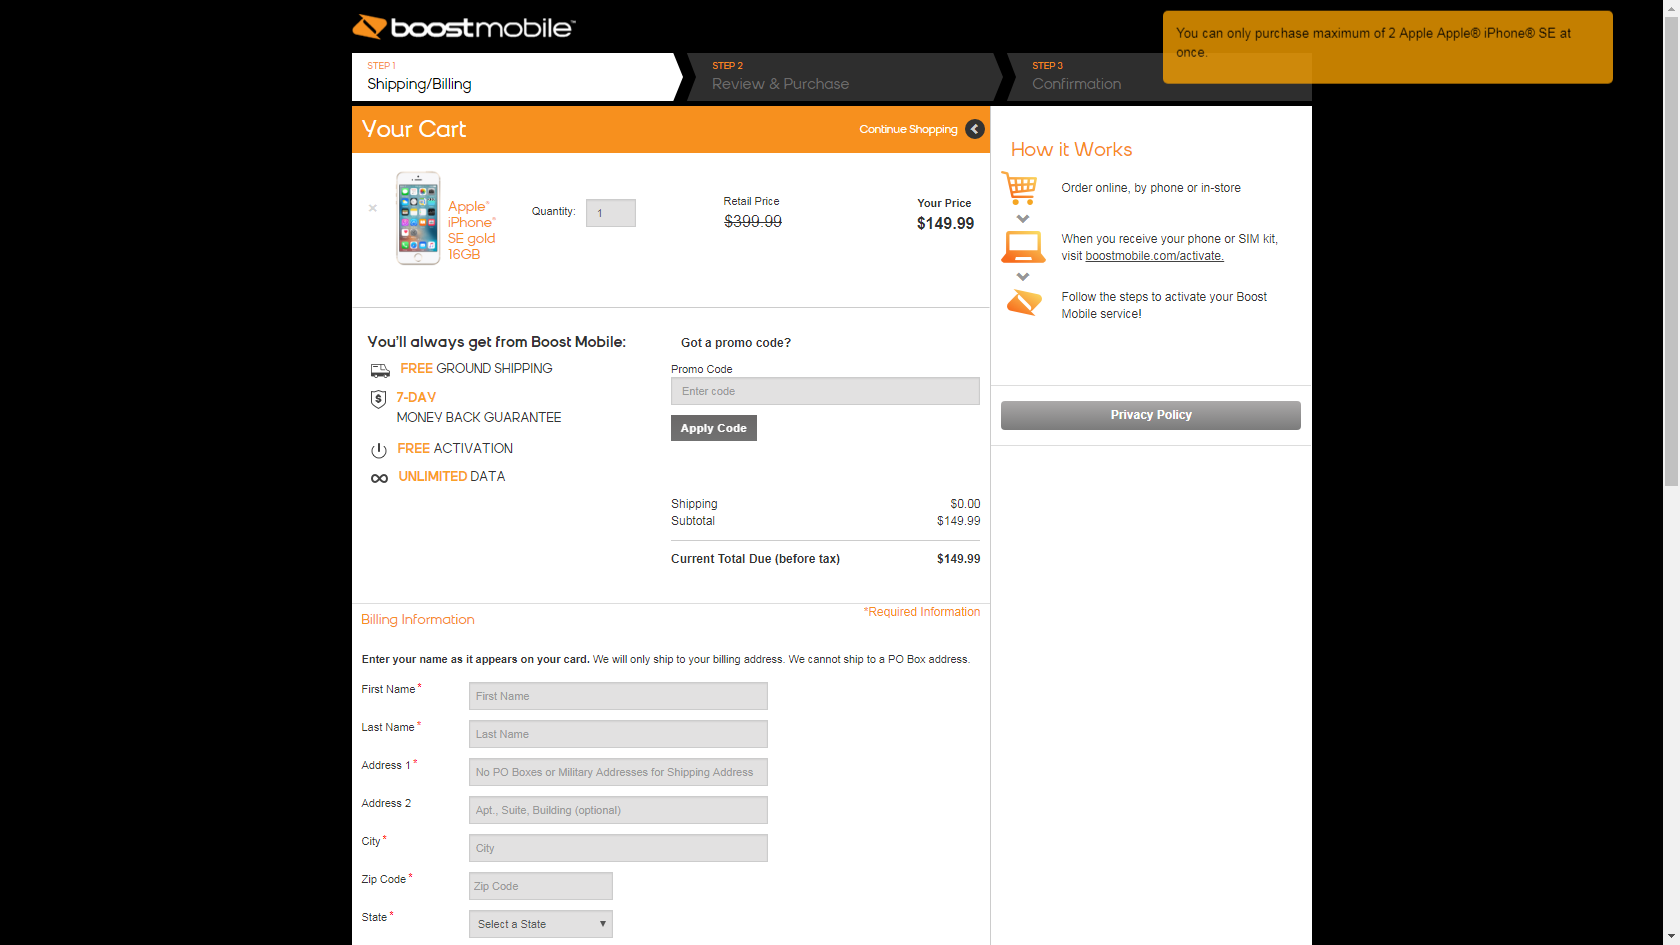 boostmobile™
You can only purchase maximum of 2 Apple Apple® iPhone® SE at
once.
STEP 1
Shipping/Billing
STEP 2
Review & Purchase
STEP 3
Confirmation
Your Cart
Continue Shopping
×
Apple®
iPhone®
SE gold
16GB
Quantity:
1
Retail Price
$399.99
Your Price
$149.99
You'll always get from Boost Mobile:
FREE GROUND SHIPPING
7-DAY
MONEY BACK GUARANTEE
FREE ACTIVATION
UNLIMITED DATA
Got a promo code?
Promo Code
Enter code
Apply Code
Shipping $0.00
Subtotal $149.99
Current Total Due (before tax) $149.99
*Required Information
Billing Information
Enter your name as it appears on your card. We will only ship to your billing address. We cannot ship to a PO Box address.
First Name*
First Name
Last Name*
Last Name
Address 1*
No PO Boxes or Military Addresses for Shipping Address
Address 2
Apt., Suite, Building (optional)
City*
City
Zip Code*
Zip Code
State*
Select a State
How it Works
Order online, by phone or in-store
When you receive your phone or SIM kit,
visit boostmobile.com/activate.
Follow the steps to activate your Boost
Mobile service!
Privacy Policy